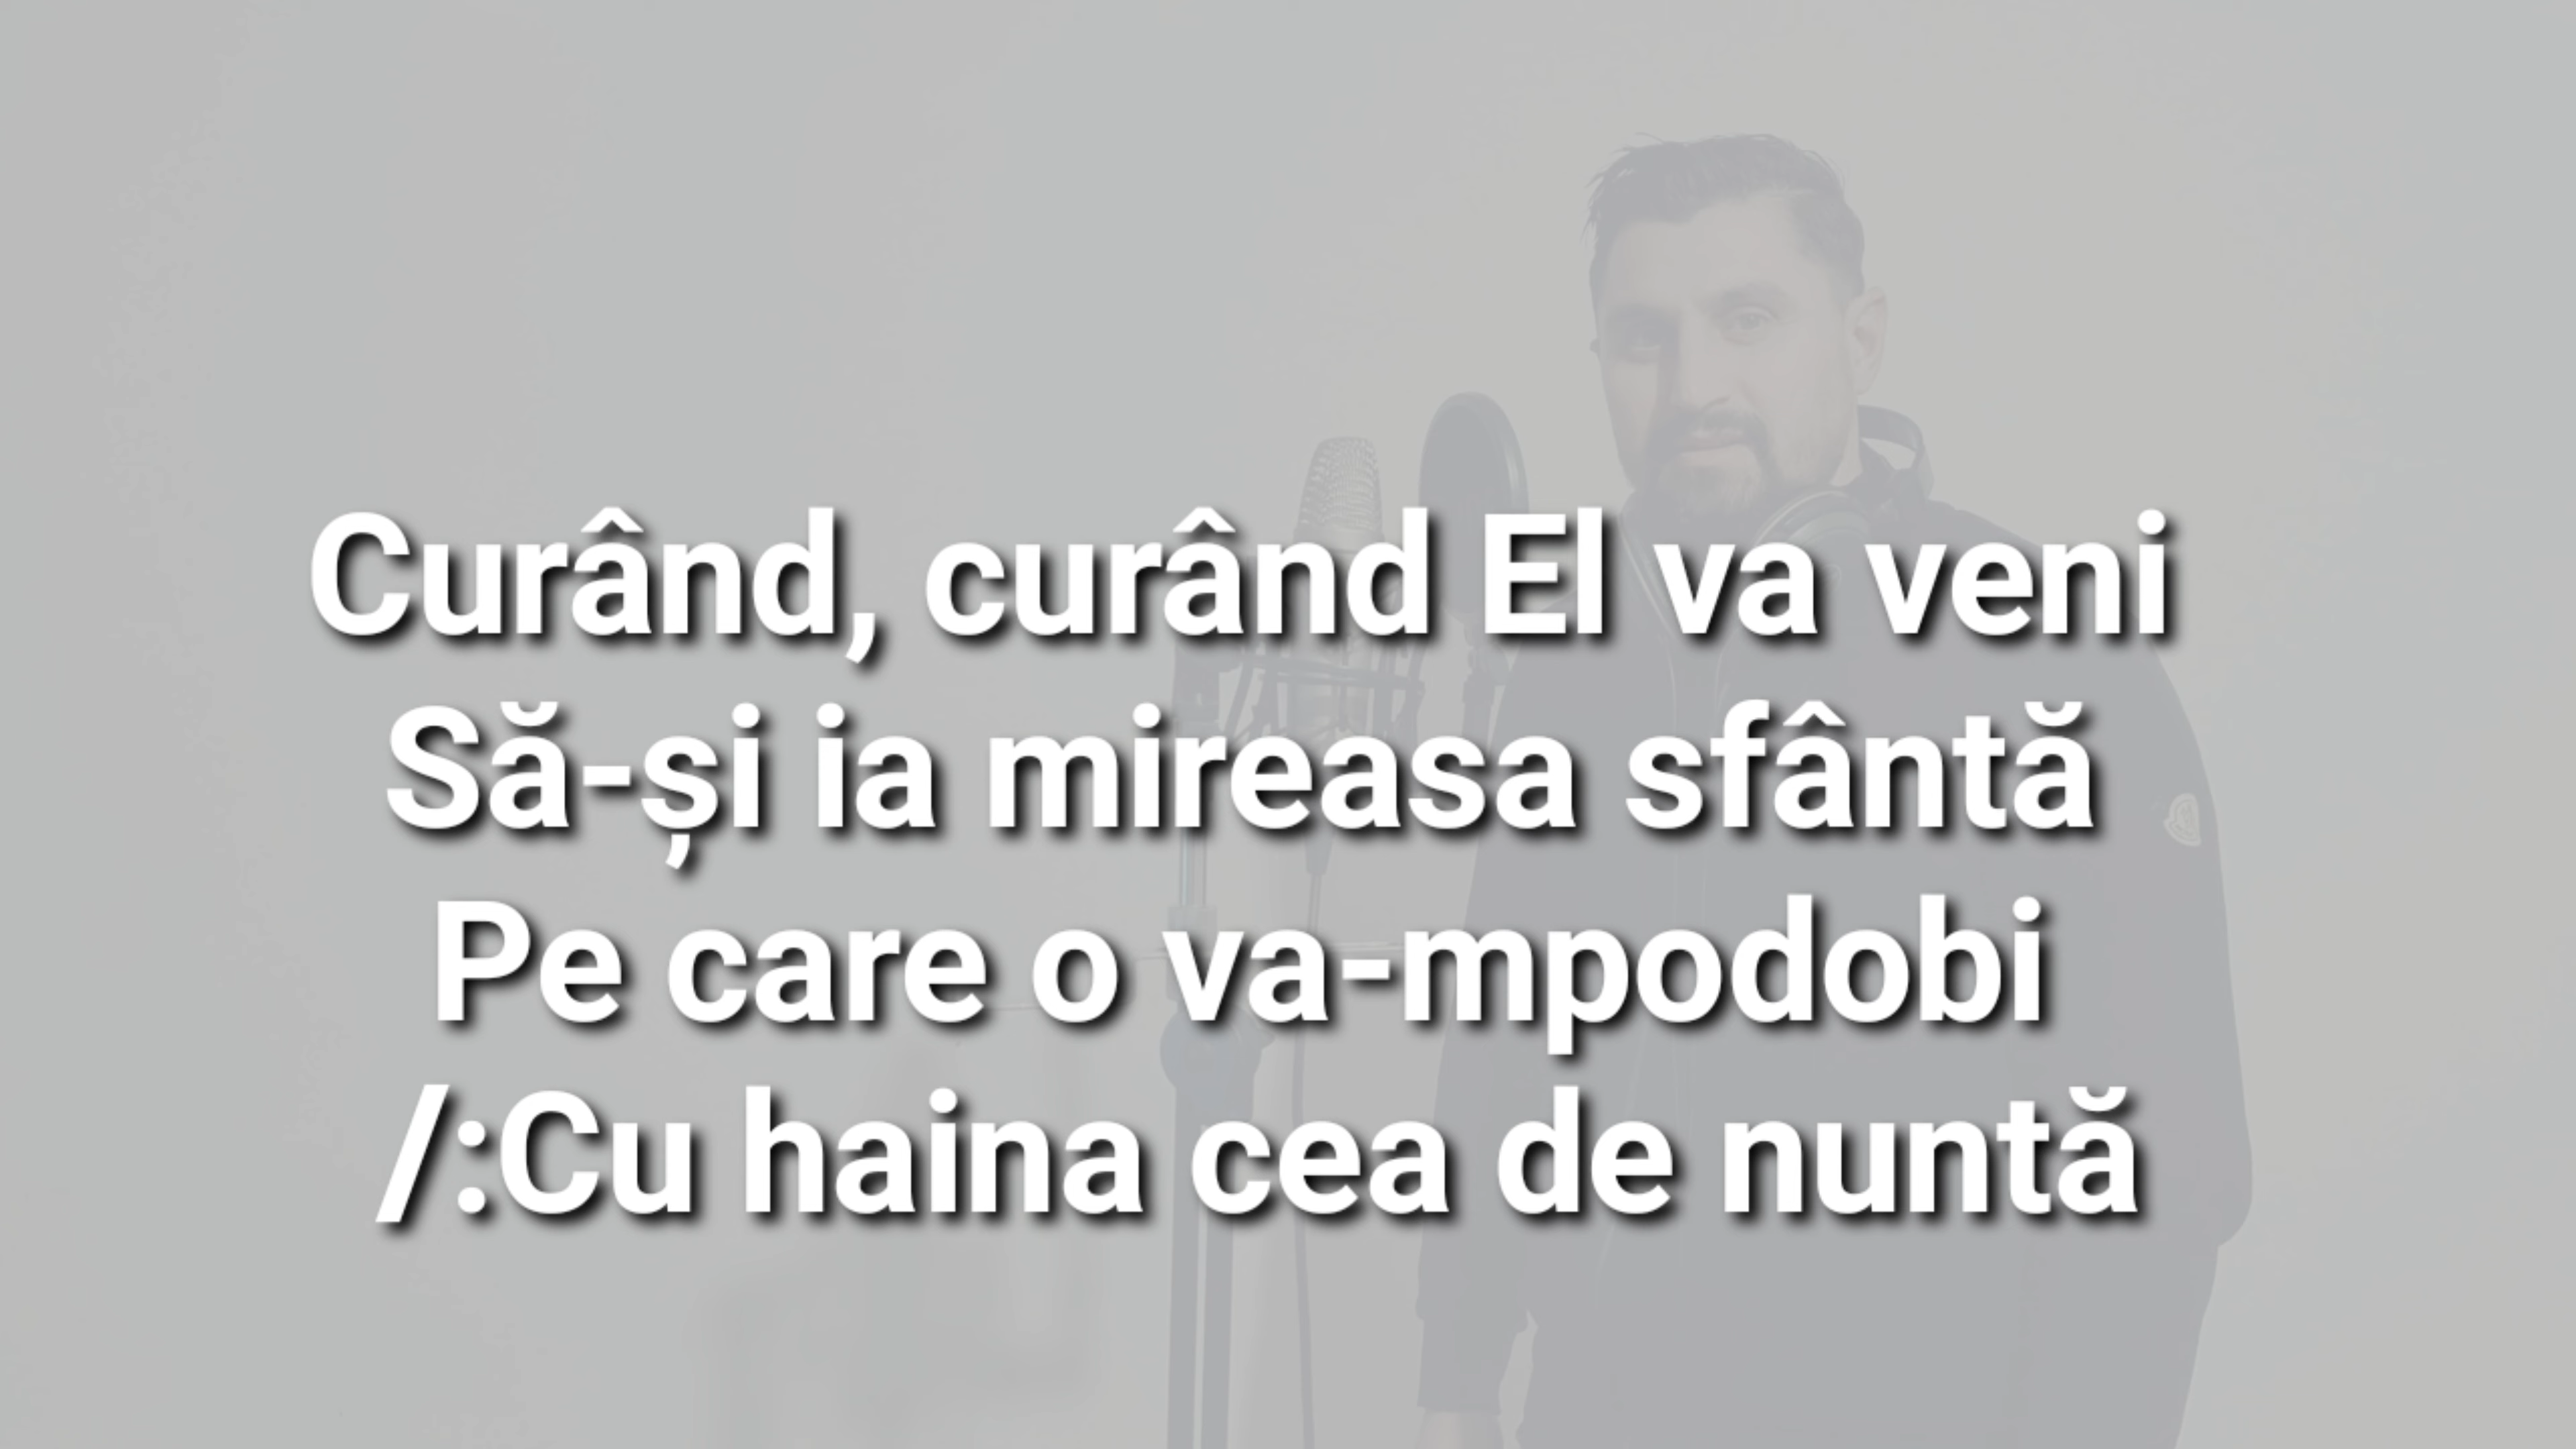 Curând, curând El va veni
Să-și ia mireasa sfântă
Pe care o va-mpodobi
/:Cu haina cea de nuntă